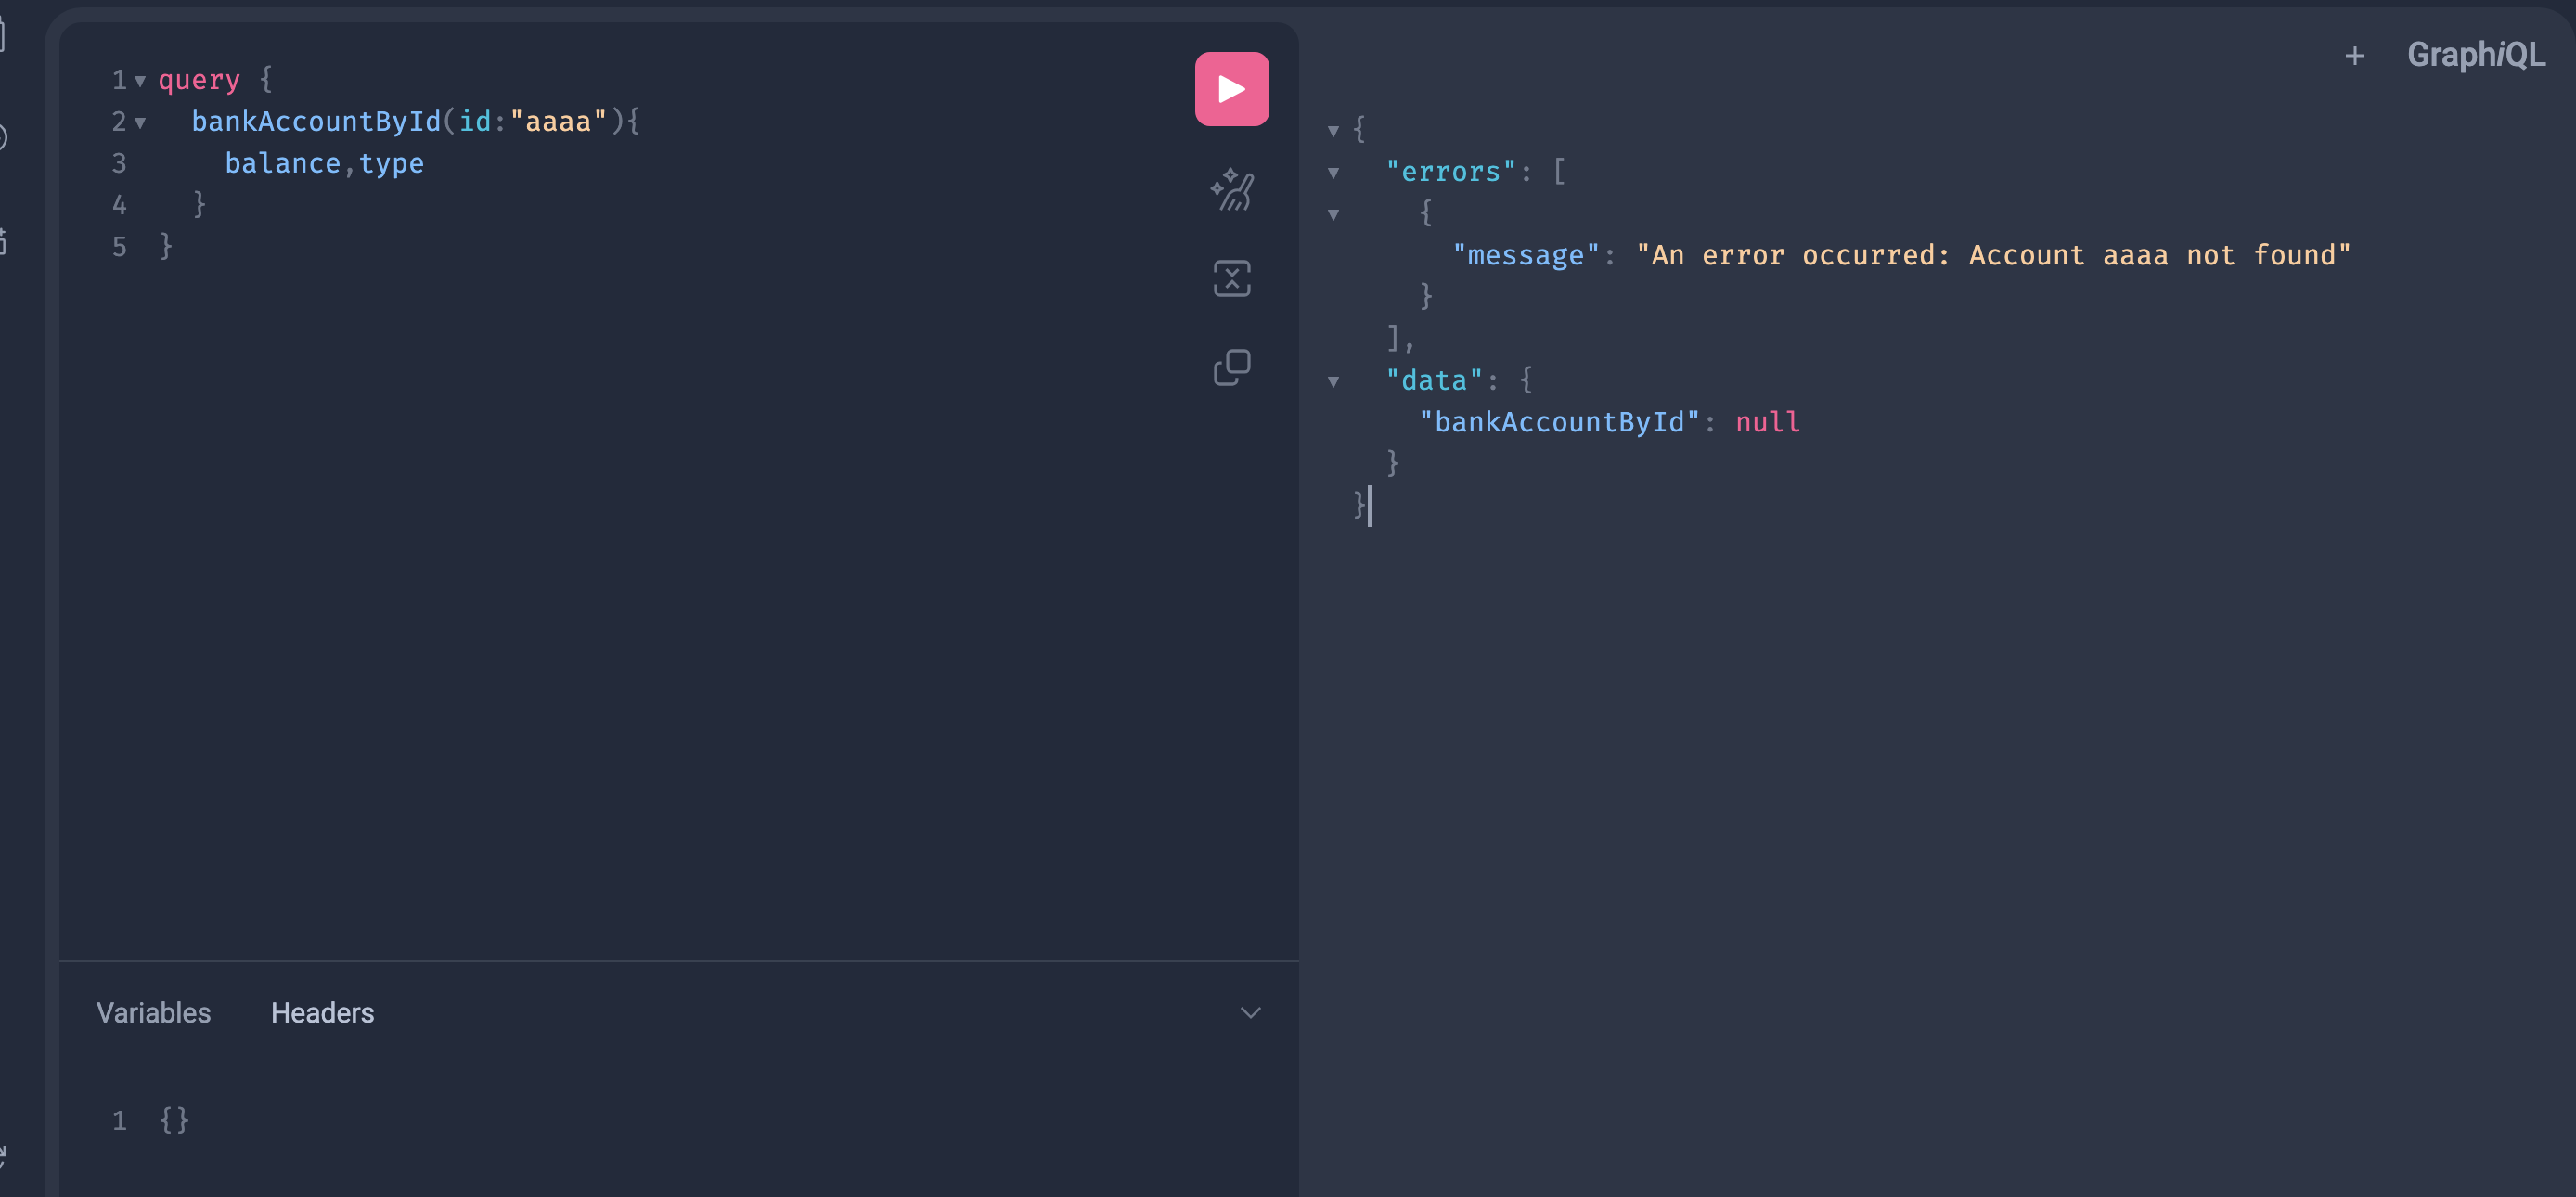 1 query {
2 bankAccountById(id:"aaaa"){
3 balance,type
4 }
5 }
+ GraphiQL
{
"errors": [
{
"message": "An error occurred: Account aaaa not found"
}
],
"data": {
"bankAccountById": null
}
}
Variables Headers
1 {}